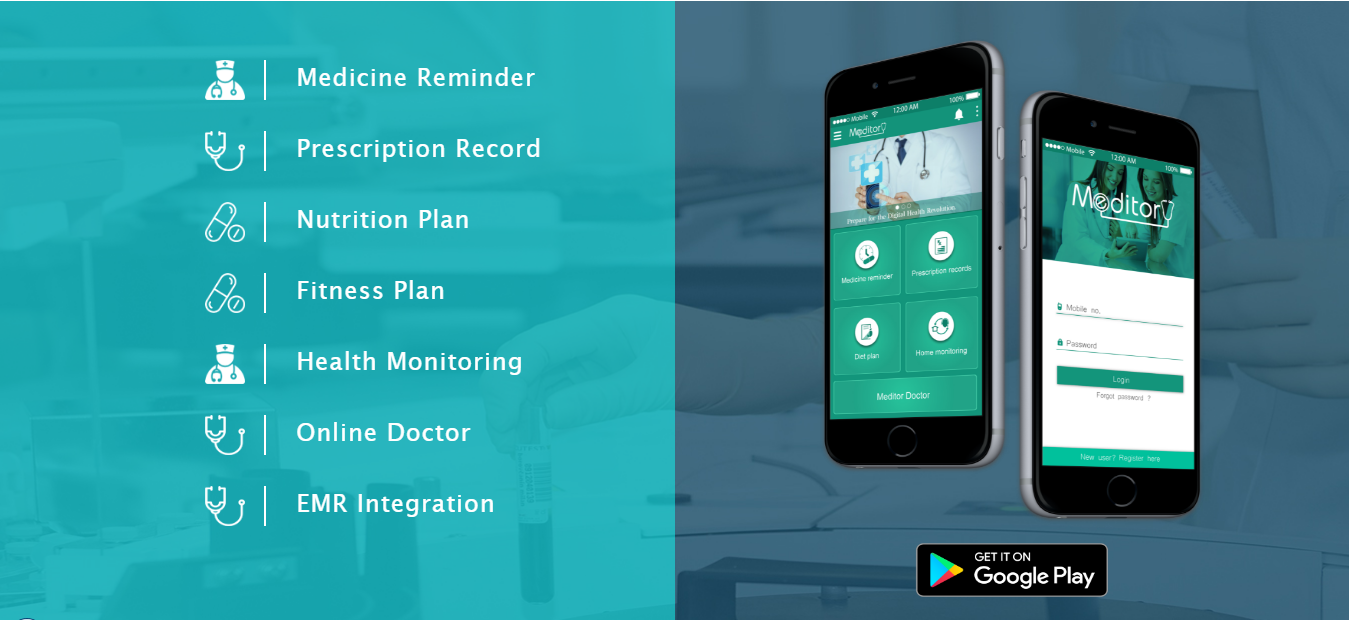 Medicine Reminder
Prescription Record
Nutrition Plan
Fitness Plan
Health Monitoring
Online Doctor
EMR Integration
Mobile 12:00 AM 100%
Meditory
Prepare for the Digital Health Revolution.
Medicine reminder
Prescription records
Diet plan
Home monitoring
Meditor Doctor
Mobile 12:00 AM 100%
Meditory
Mobile no.
Password
Login
Forgot password ?
New user? Register here
GET IT ON
Google Play